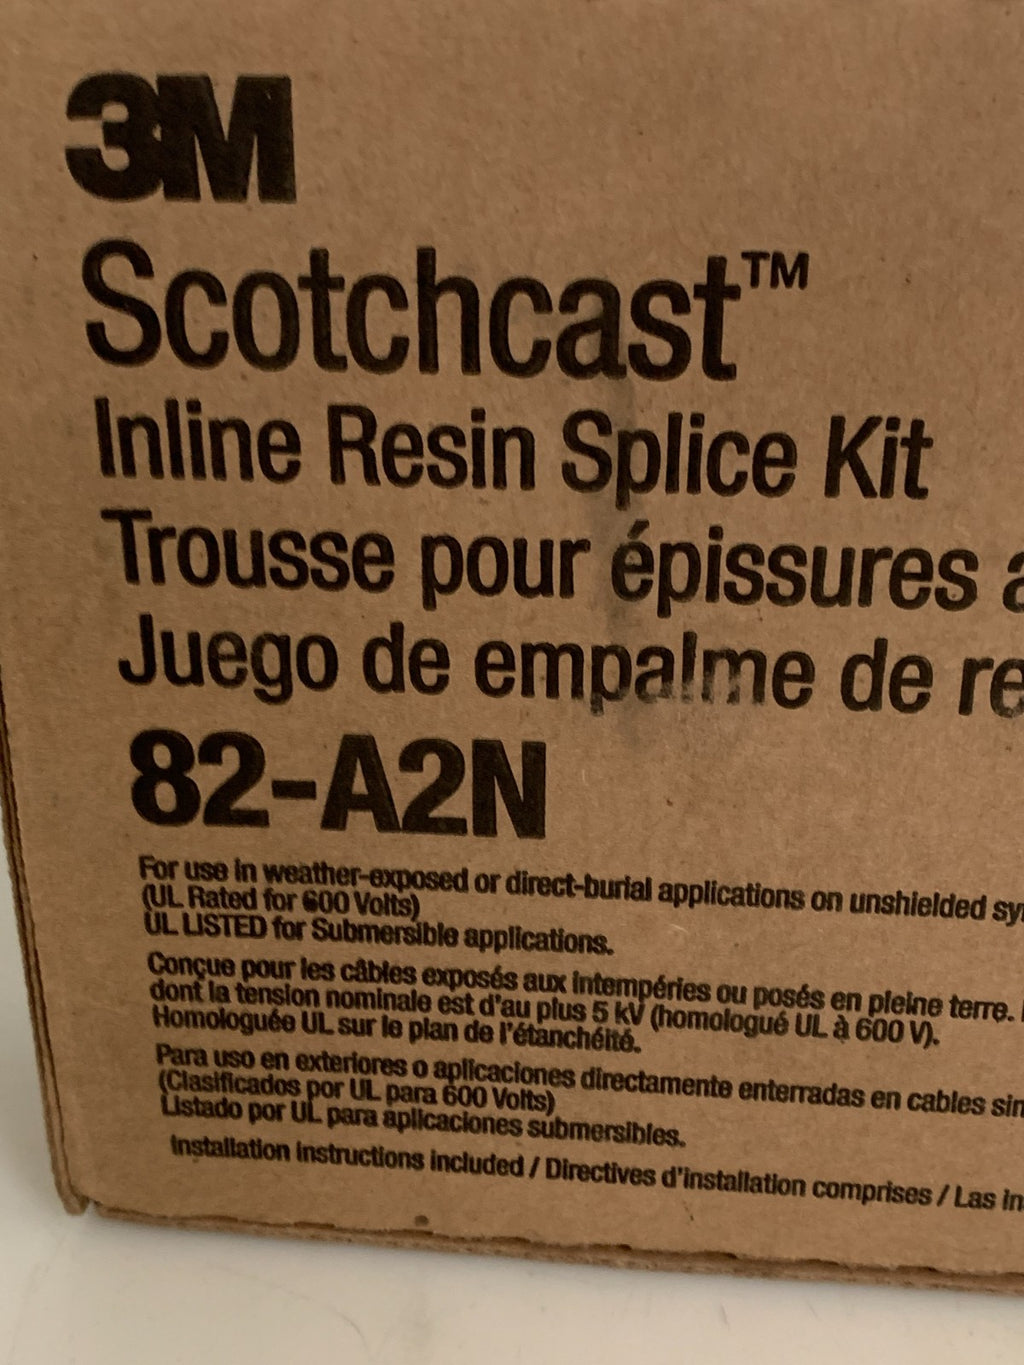 3M
Scotchcast™
Inline Resin Splice Kit
Trousse pour épissures
Juego de empalme de re
82-A2N
For use in weather-exposed or direct-burial applications on unshielded
(UL Rated for 600 Volts)
UL LISTED for Submersible applications.
Conçue pour les câbles exposés aux intempéries ou posés en pleine terre.
dont la tension nominale est d'au plus 5 kV (homologué UL à 600 V).
Homologuée UL sur le plan de l'étanchéité.
Para uso en exteriores o aplicaciones directamente enterradas en cables sin
(Clasificados por UL para 600 Volts)
Listado por UL para aplicaciones submersibles.
Installation instructions included / Directives d'installation comprises / Las in